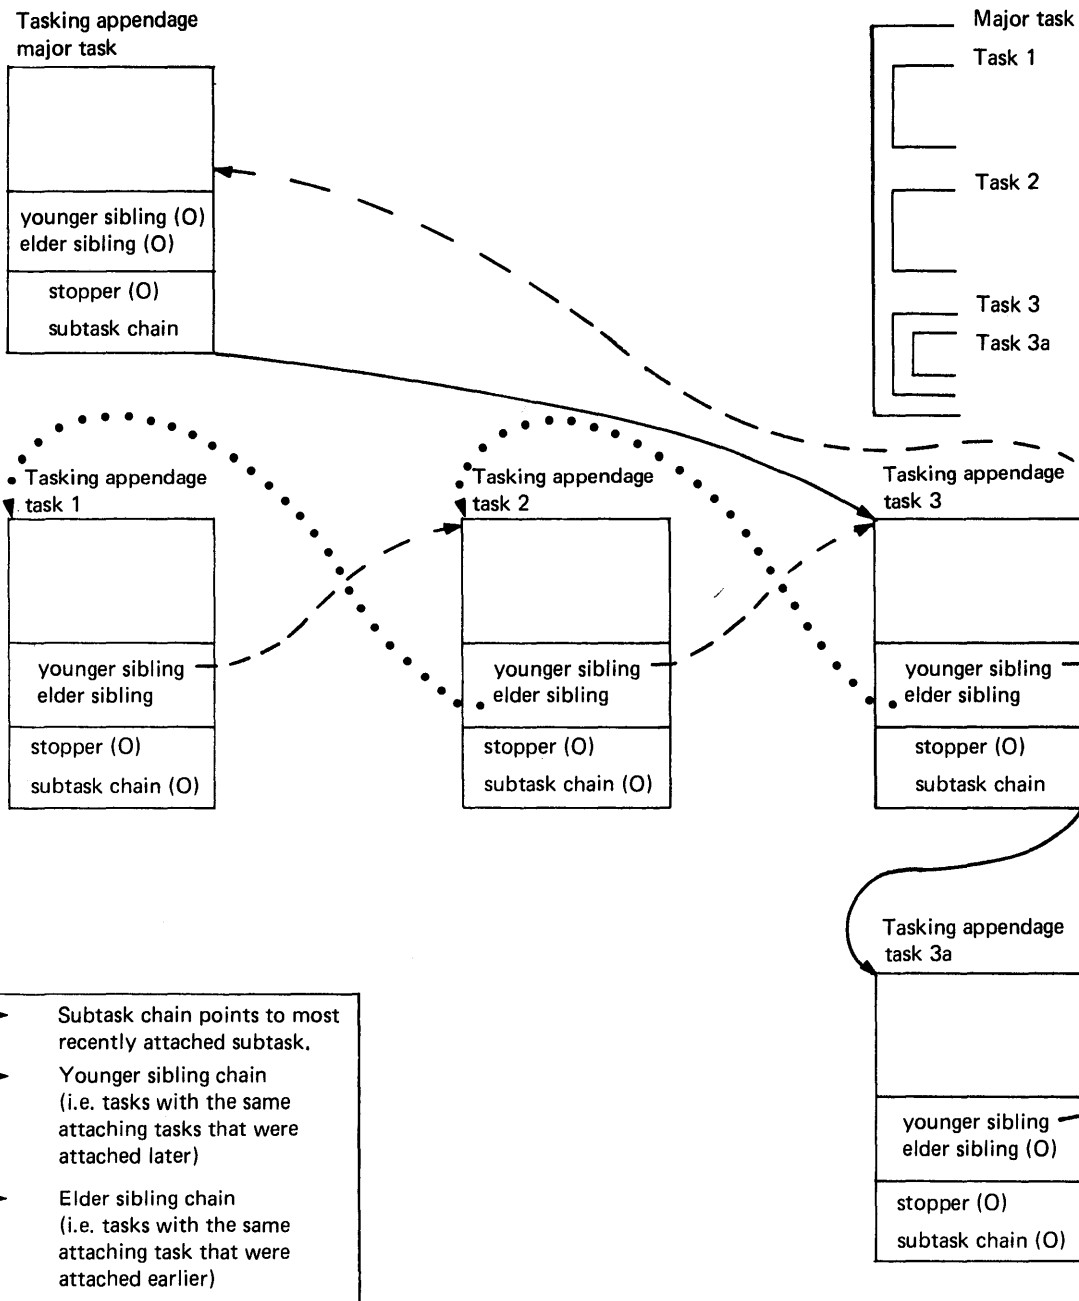 Tasking appendage
major task
younger sibling (O)
elder sibling (O)
stopper (O)
subtask chain
Major task
Task 1
Task 2
Task 3
Task 3a
Tasking appendage
task 1
younger sibling
elder sibling
stopper (O)
subtask chain (O)
Tasking appendage
task 2
younger sibling
elder sibling
stopper (O)
subtask chain (O)
Tasking appendage
task 3
younger sibling
elder sibling
stopper (O)
subtask chain
Tasking appendage
task 3a
younger sibling
elder sibling (O)
stopper (O)
subtask chain (O)
Subtask chain points to most
recently attached subtask.
Younger sibling chain
(i.e. tasks with the same
attaching tasks that were
attached later)
Elder sibling chain
(i.e. tasks with the same
attaching task that were
attached earlier)